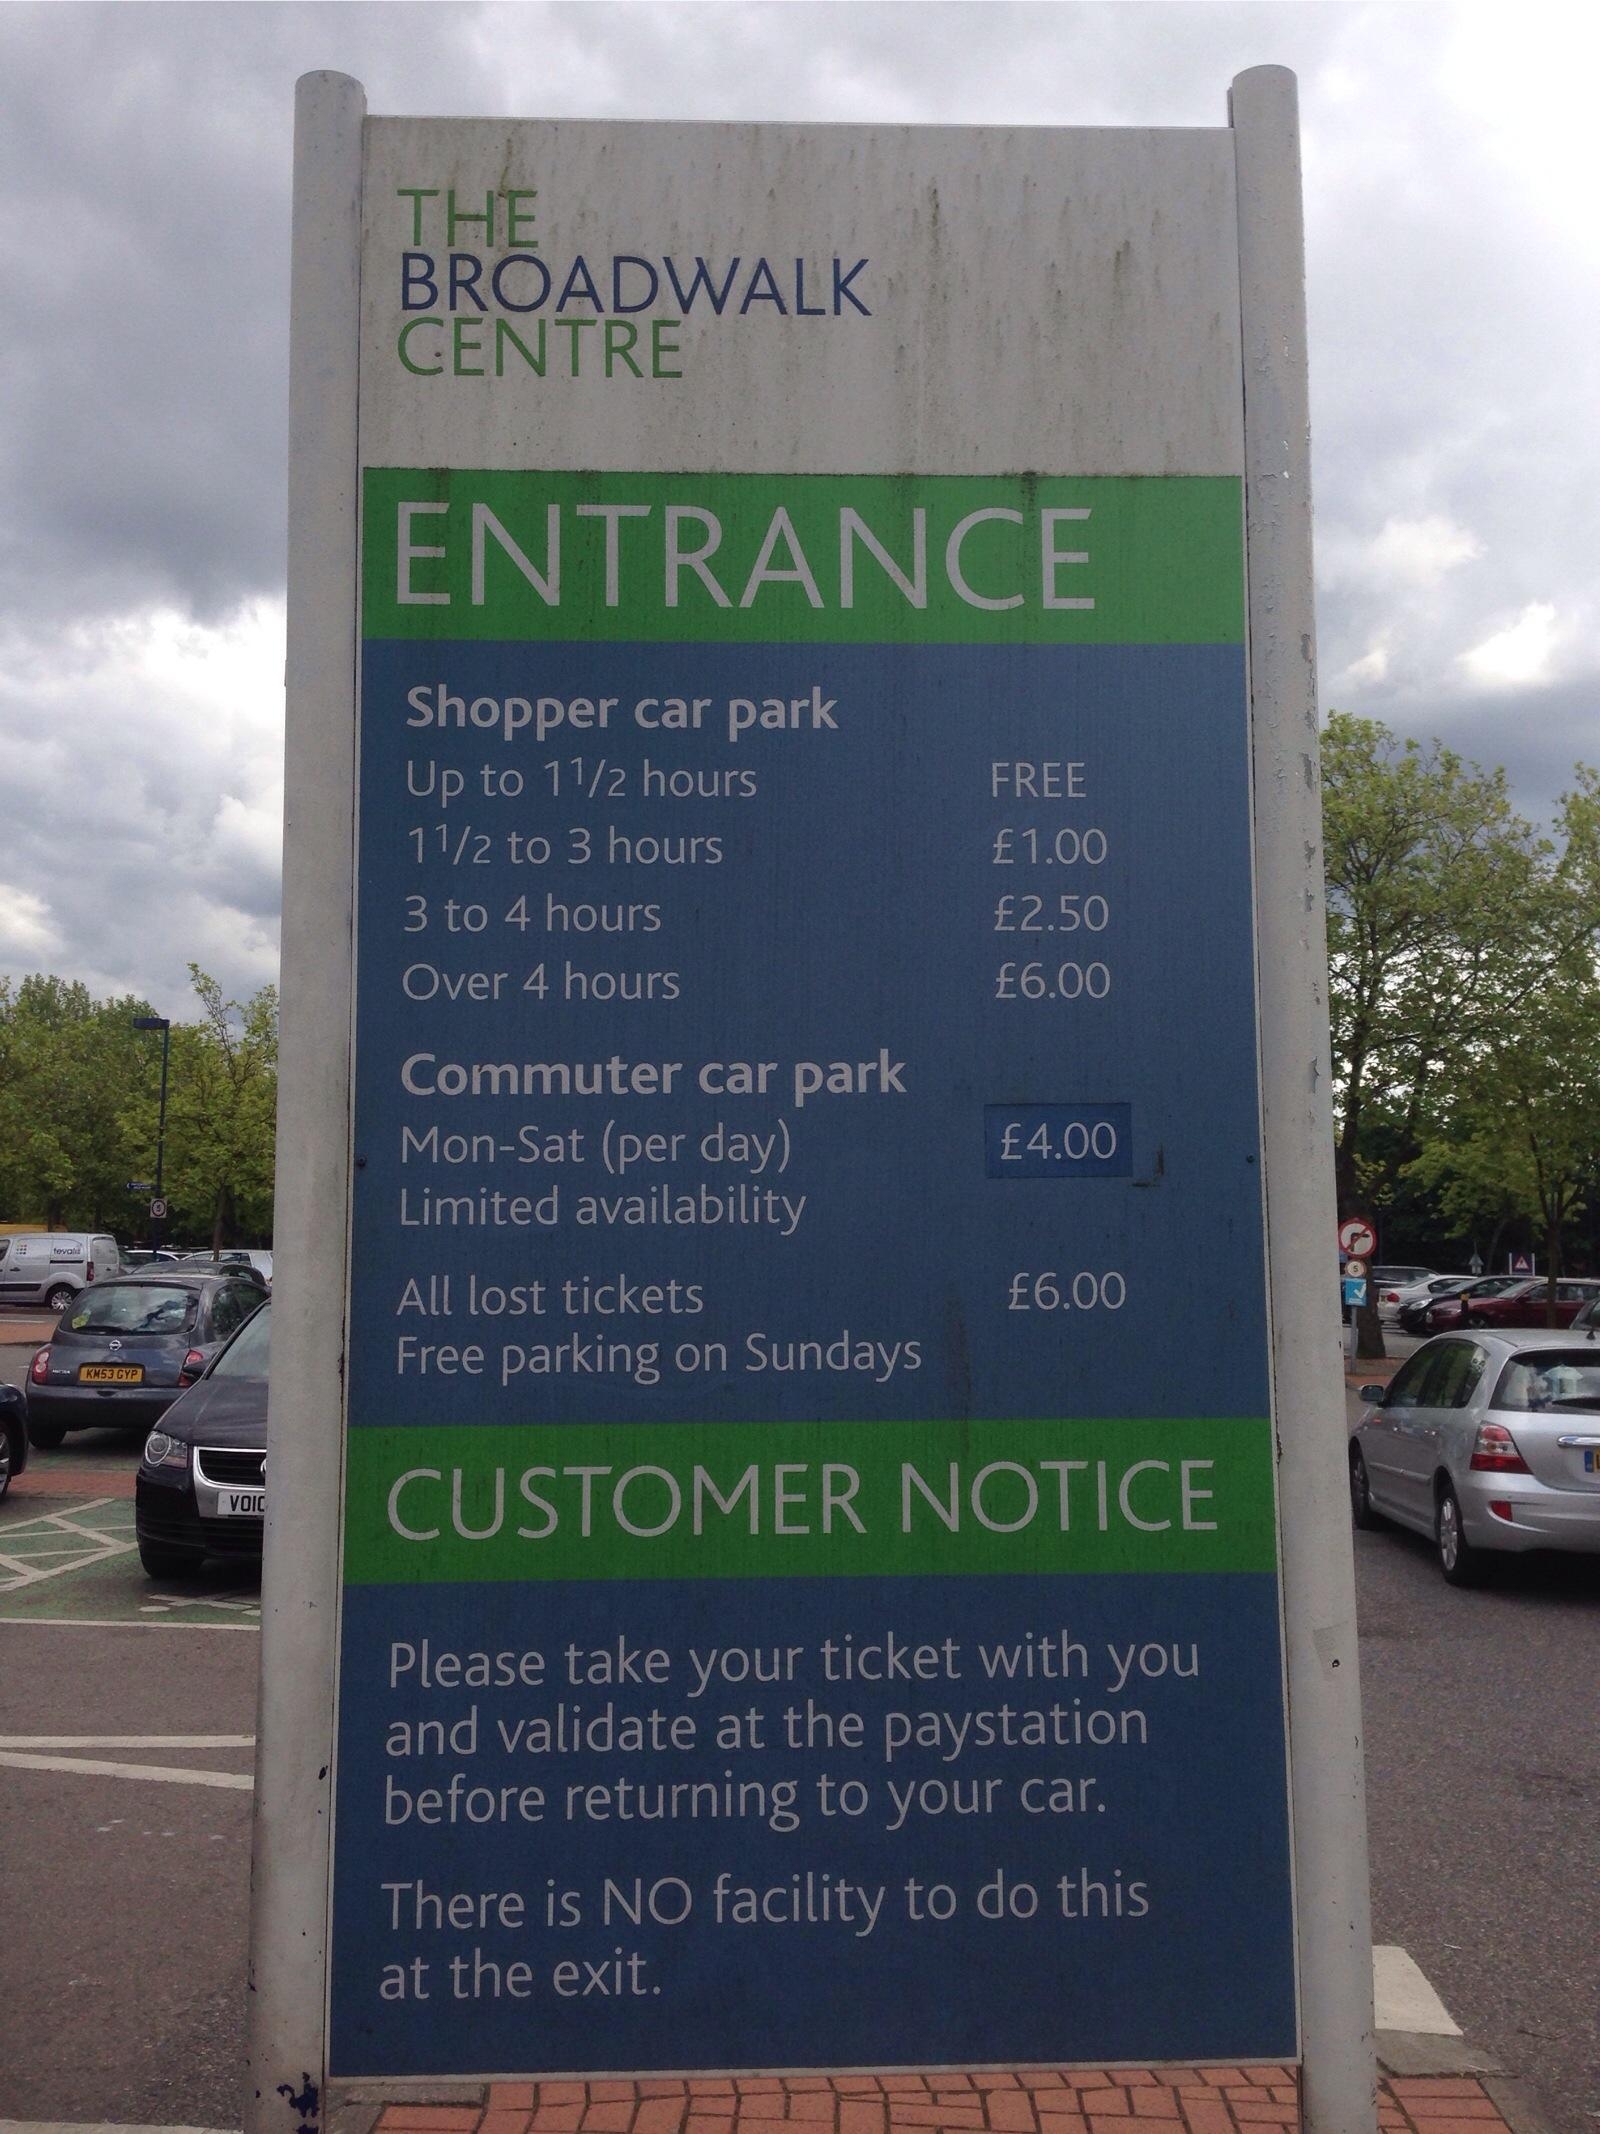 THE
BROADWALK
CENTRE
ENTRANCE
Shopper car park
Up to 1 1/2 hours FREE
1 1/2 to 3 hours £1.00
3 to 4 hours £2.50
Over 4 hours £6.00
Commuter car park
Mon-Sat (per day) £4.00
Limited availability
All lost tickets £6.00
Free parking on Sundays
CUSTOMER NOTICE
Please take your ticket with you
and validate at the paystation
before returning to your car.
There is NO facility to do this
at the exit.
tevalis
KM53 GYP
5